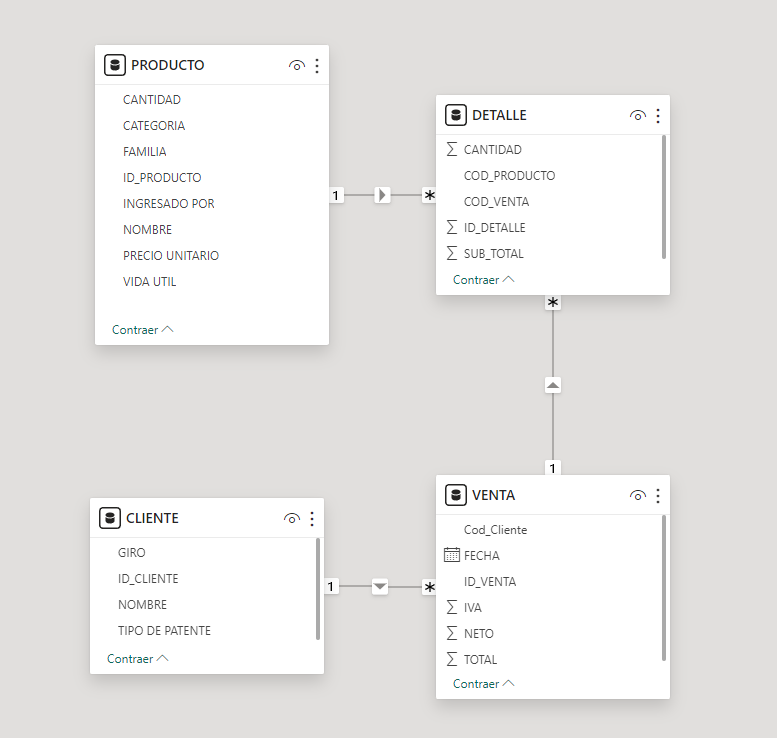 PRODUCTO
CANTIDAD
CATEGORIA
FAMILIA
ID_PRODUCTO
INGRESADO POR
NOMBRE
PRECIO UNITARIO
VIDA UTIL
Contraer
1
*
DETALLE
CANTIDAD
COD_PRODUCTO
COD_VENTA
ID_DETALLE
SUB_TOTAL
Contraer
*
1
CLIENTE
GIRO
ID_CLIENTE
NOMBRE
TIPO DE PATENTE
Contraer
1
*
VENTA
Cod_Cliente
FECHA
ID_VENTA
IVA
NETO
TOTAL
Contraer